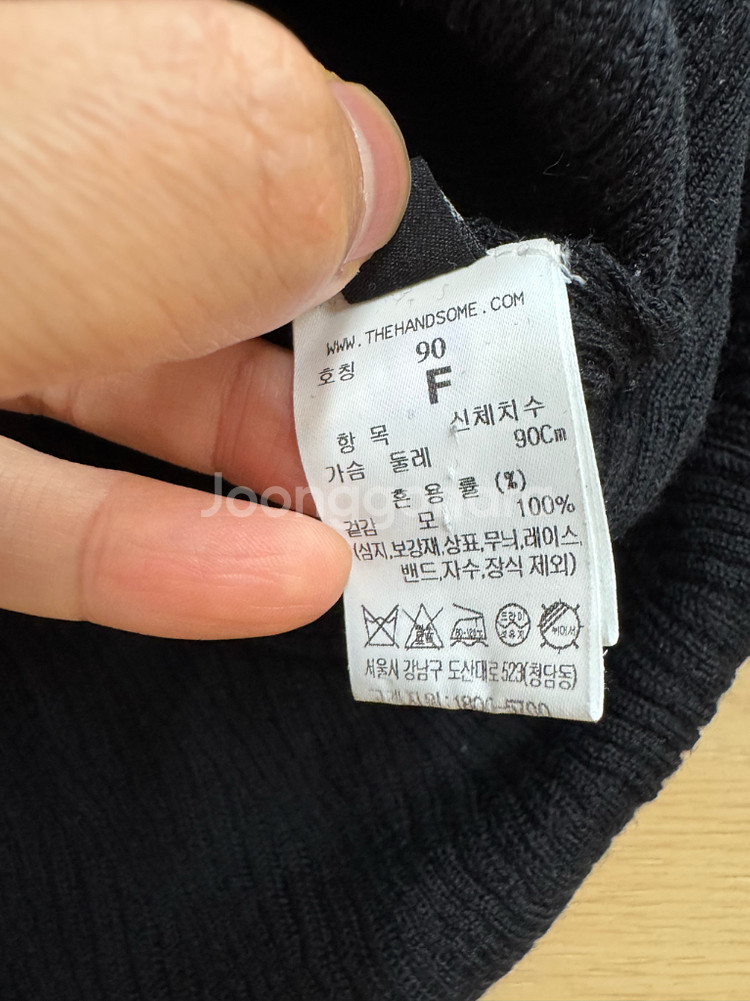 WWW.THEHANDSOME.COM
호칭 90
F
항 목 신체치수
가슴 둘레 90Cm
혼 용 률 (%)
겉감 모 100%
(심지,보강재,상표,무늬,레이스,
밴드,자수,장식 제외)
서울시 강남구 도산대로523(청담동)